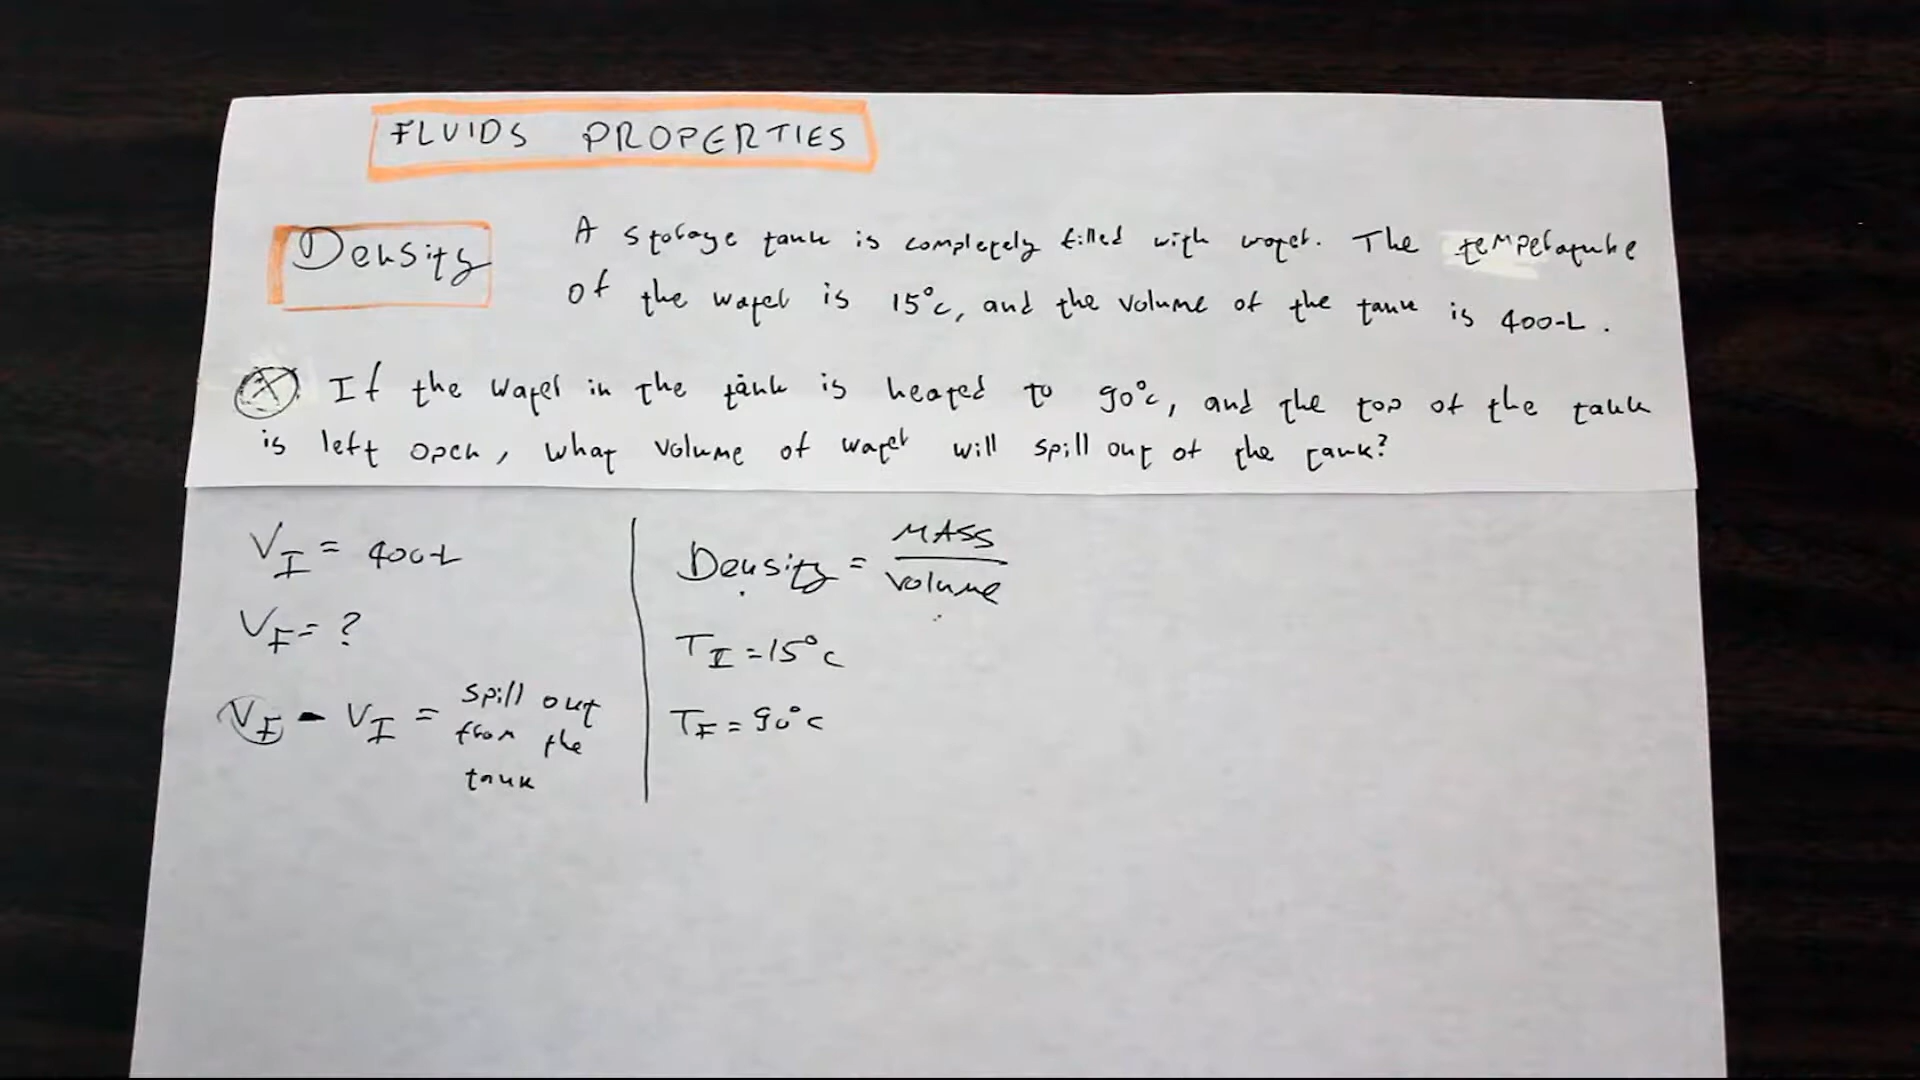 FLUIDS PROPERTIES
Density
A storage tank is completely filled with water. The temperature
of the water is 15°c, and the volume of the tank is 400-L.
X If the water in the tank is heated to 90°c, and the top of the tank
is left open, what volume of water will spill out of the tank?
VI = 400-L
VF = ?
VF - VI = spill out
from the
tank
Density = MASS
volume
TI = 15°c
TF = 90°c